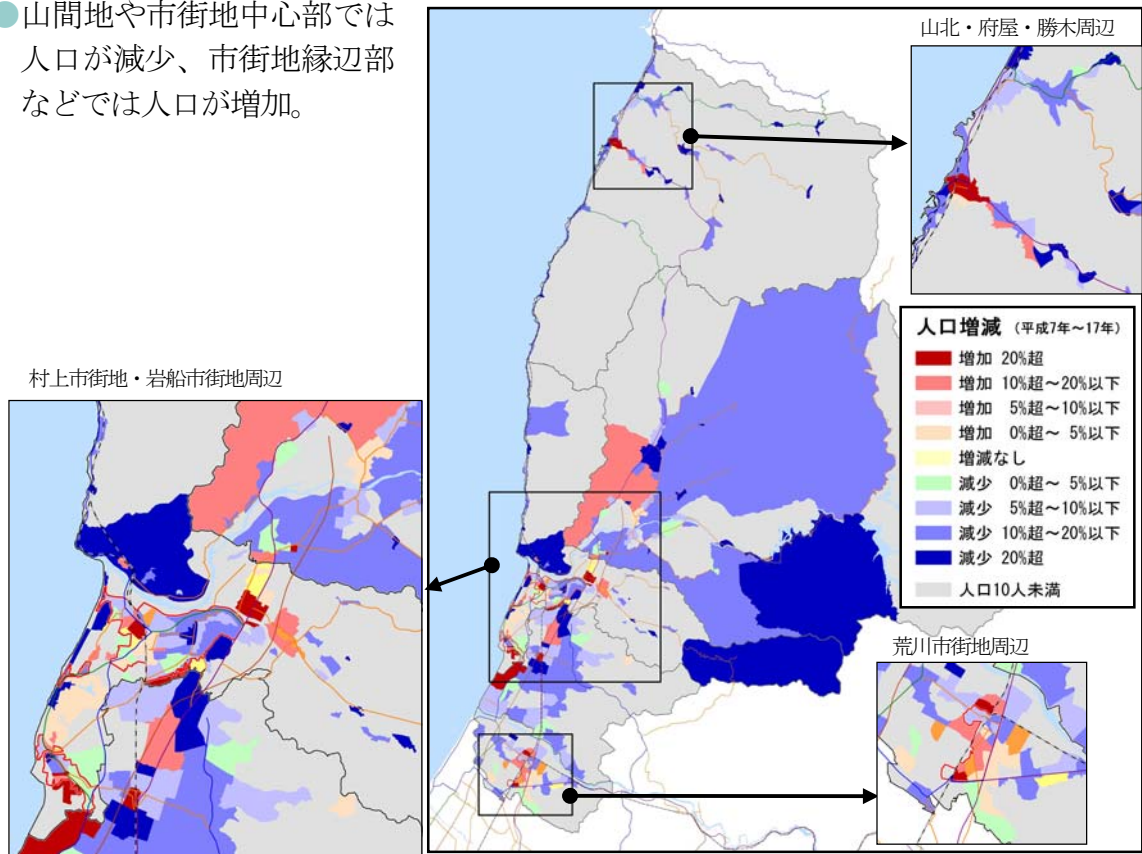 ●山間地や市街地中心部では
人口が減少、市街地縁辺部
などでは人口が増加。
山北・府屋・勝木周辺
人口増減 (平成7年～17年)
増加 20%超
増加 10%超～20%以下
増加 5%超～10%以下
増加 0%超～ 5%以下
増減なし
減少 0%超～ 5%以下
減少 5%超～10%以下
減少 10%超～20%以下
減少 20%超
人口10人未満
村上市街地・岩船市街地周辺
荒川市街地周辺